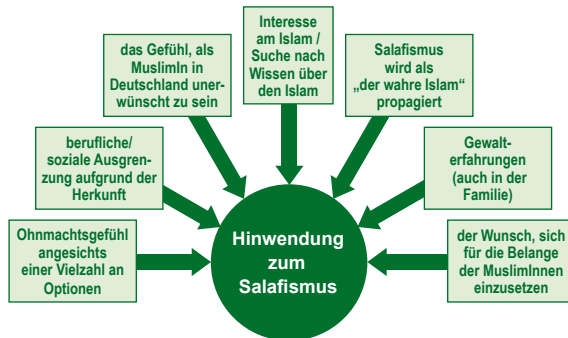 Ohnmachtsgefühl
angesichts
einer Vielzahl an
Optionen
berufliche/
soziale Ausgren-
zung aufgrund der
Herkunft
das Gefühl, als
MuslimIn in
Deutschland uner-
wünscht zu sein
Interesse
am Islam /
Suche nach
Wissen über
den Islam
Salafismus
wird als
„der wahre Islam“
propagiert
Gewalt-
erfahrungen
(auch in der
Familie)
der Wunsch, sich
für die Belange
der MuslimInnen
einzusetzen
Hinwendung
zum
Salafismus